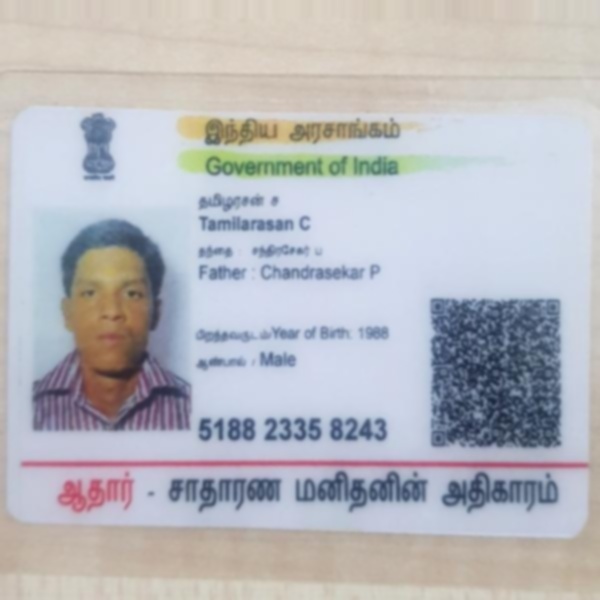 இந்திய அரசாங்கம்
Government of India
தமிழரசன் ச
Tamilarasan C
தந்தை : சந்திரசேகர் ப
Father : Chandrasekar P
பிறந்தவருடம்/Year of Birth: 1988
ஆண்பால் / Male
5188 2335 8243
ஆதார் - சாதாரண மனிதனின் அதிகாரம்